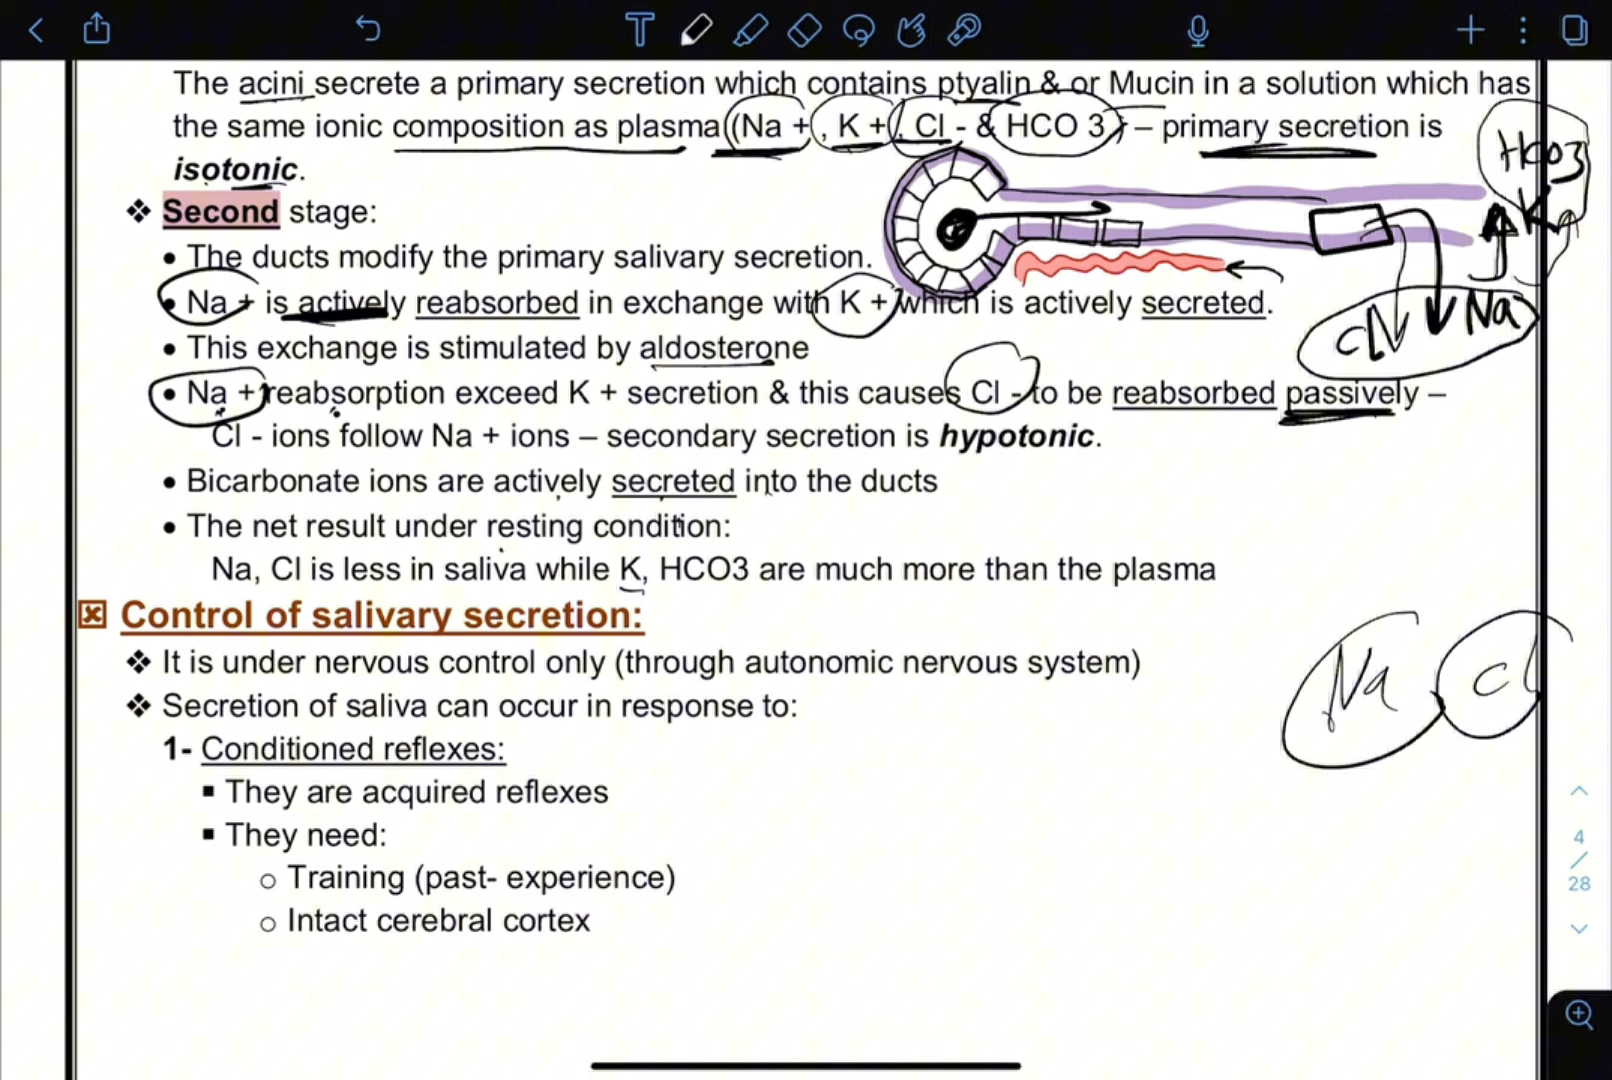 The acini secrete a primary secretion which contains ptyalin & or Mucin in a solution which has
the same ionic composition as plasma (Na +, K +, Cl - & HCO 3) – primary secretion is
isotonic.
HCO3
❖ Second stage:
K
• The ducts modify the primary salivary secretion.
• Na + is actively reabsorbed in exchange with K + which is actively secreted.
Cl Na
• This exchange is stimulated by aldosterone
• Na + reabsorption exceed K + secretion & this causes Cl - to be reabsorbed passively –
Cl - ions follow Na + ions – secondary secretion is hypotonic.
• Bicarbonate ions are actively secreted into the ducts
• The net result under resting condition:
Na, Cl is less in saliva while K, HCO3 are much more than the plasma
Control of salivary secretion:
❖ It is under nervous control only (through autonomic nervous system)
Na Cl
❖ Secretion of saliva can occur in response to:
1- Conditioned reflexes:
▪ They are acquired reflexes
▪ They need:
o Training (past- experience)
o Intact cerebral cortex
4
/
28